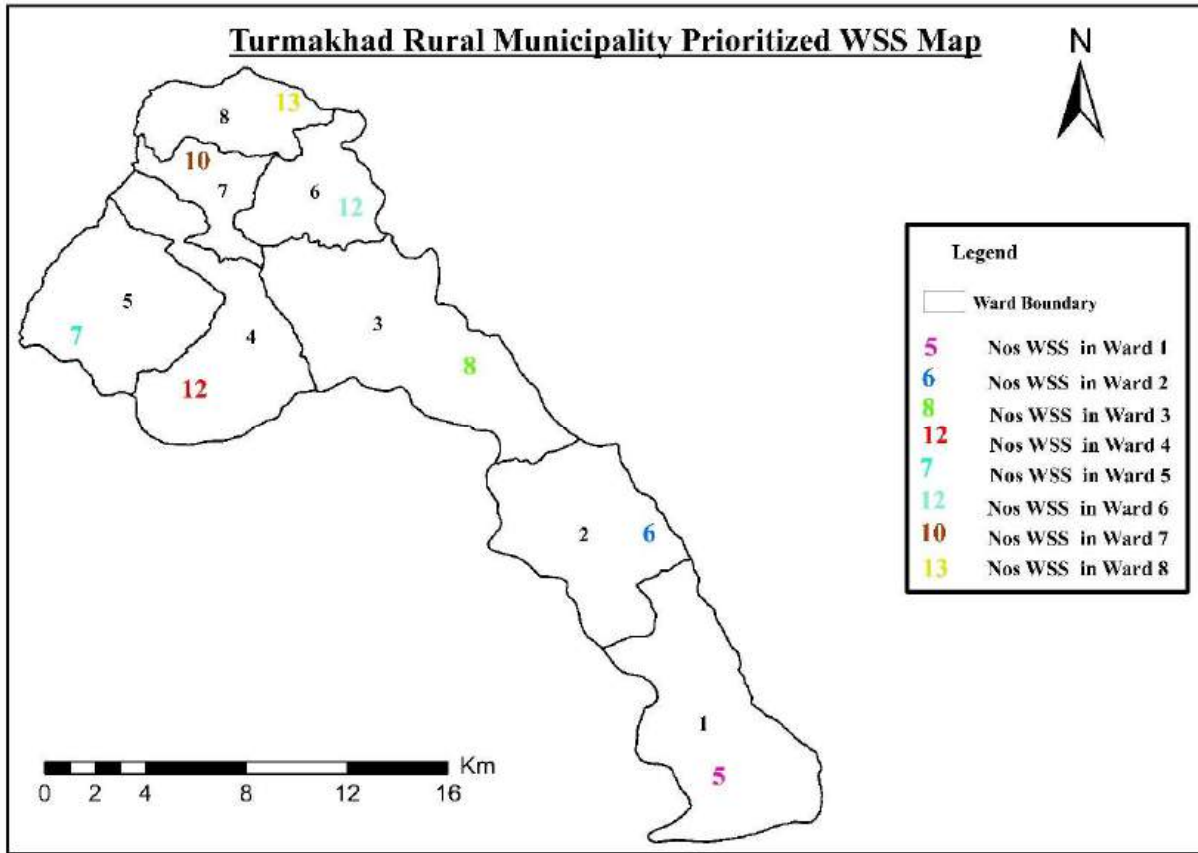 Turmakhad Rural Municipality Prioritized WSS Map
N
13
8
10
7
6
12
5
7
4
12
3
8
2
6
1
5
Legend
Ward Boundary
5 Nos WSS in Ward 1
6 Nos WSS in Ward 2
8 Nos WSS in Ward 3
12 Nos WSS in Ward 4
7 Nos WSS in Ward 5
12 Nos WSS in Ward 6
10 Nos WSS in Ward 7
13 Nos WSS in Ward 8
Km
0 2 4 8 12 16